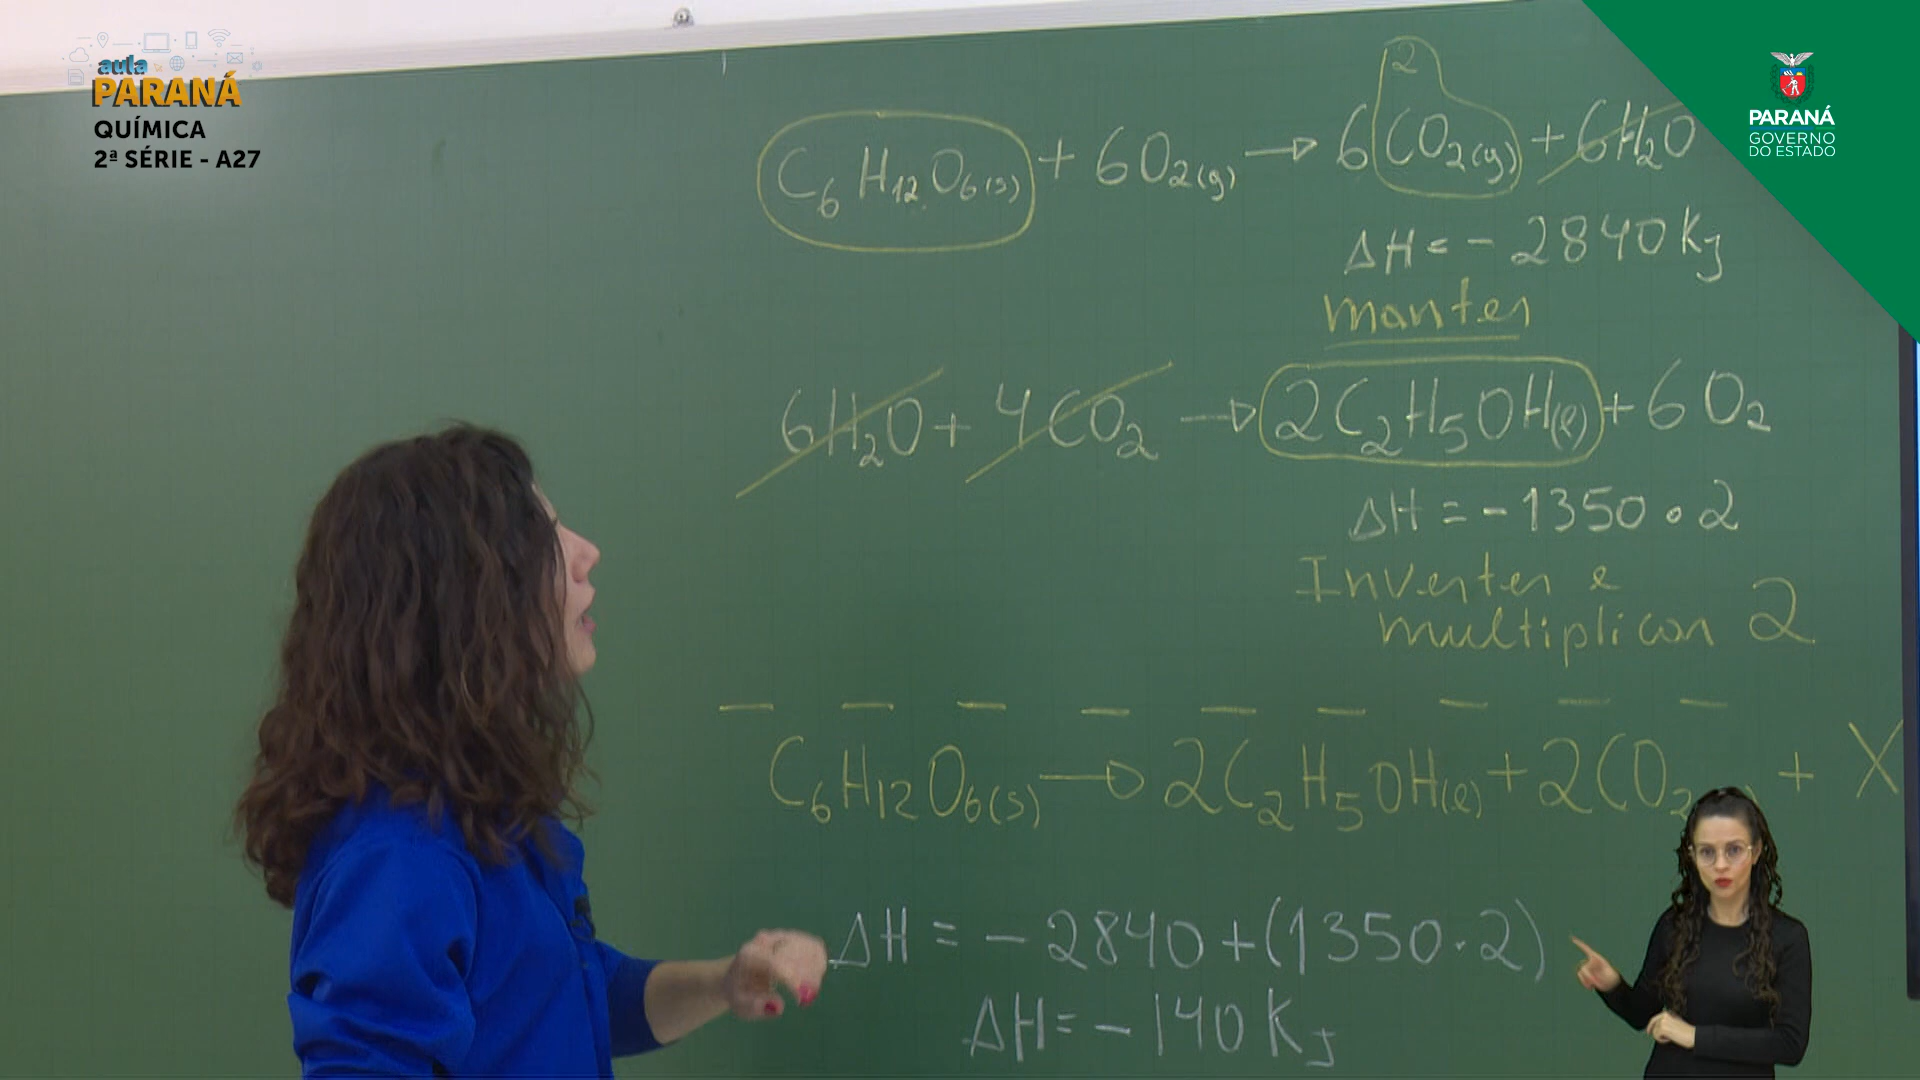 aula
PARANÁ
QUÍMICA
2ª SÉRIE - A27
PARANÁ
GOVERNO
DO ESTADO
2
C6H12O6(s) + 6O2(g) → 6CO2(g) + 6H2O
ΔH = - 2840 KJ
manter
6H2O + 4CO2 → 2C2H5OH(l) + 6O2
ΔH = - 1350 • 2
Inverter e
multiplicar 2
C6H12O6(s) → 2C2H5OH(l) + 2CO2 + X
ΔH = - 2840 + (1350 . 2)
ΔH = - 140 KJ